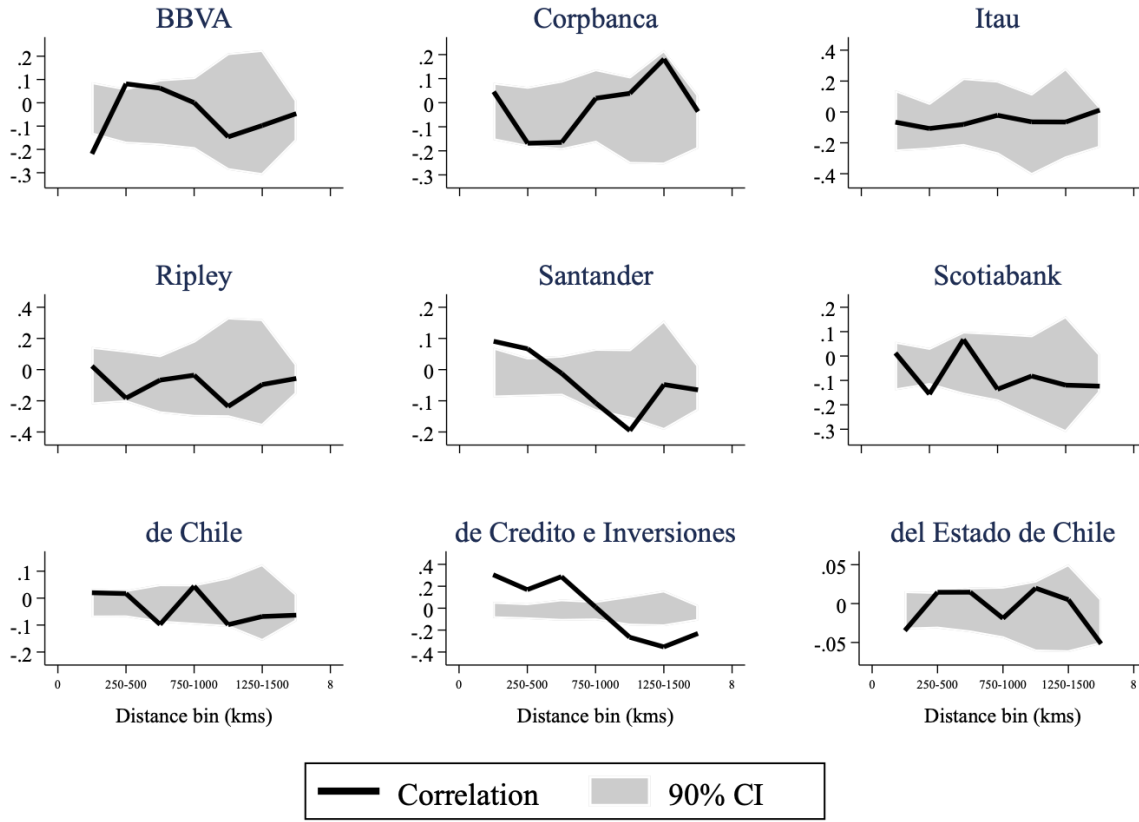 BBVA
.2
.1
0
-.1
-.2
-.3
Corpbanca
.2
.1
0
-.1
-.2
-.3
Itau
.4
.2
0
-.2
-.4
Ripley
.4
.2
0
-.2
-.4
Santander
.2
.1
0
-.1
-.2
Scotiabank
.2
.1
0
-.1
-.2
-.3
de Chile
.1
0
-.1
-.2
0 250-500 750-1000 1250-1500 8
Distance bin (kms)
de Credito e Inversiones
.4
.2
0
-.2
-.4
0 250-500 750-1000 1250-1500 8
Distance bin (kms)
del Estado de Chile
.05
0
-.05
0 250-500 750-1000 1250-1500 8
Distance bin (kms)
Correlation 90% CI